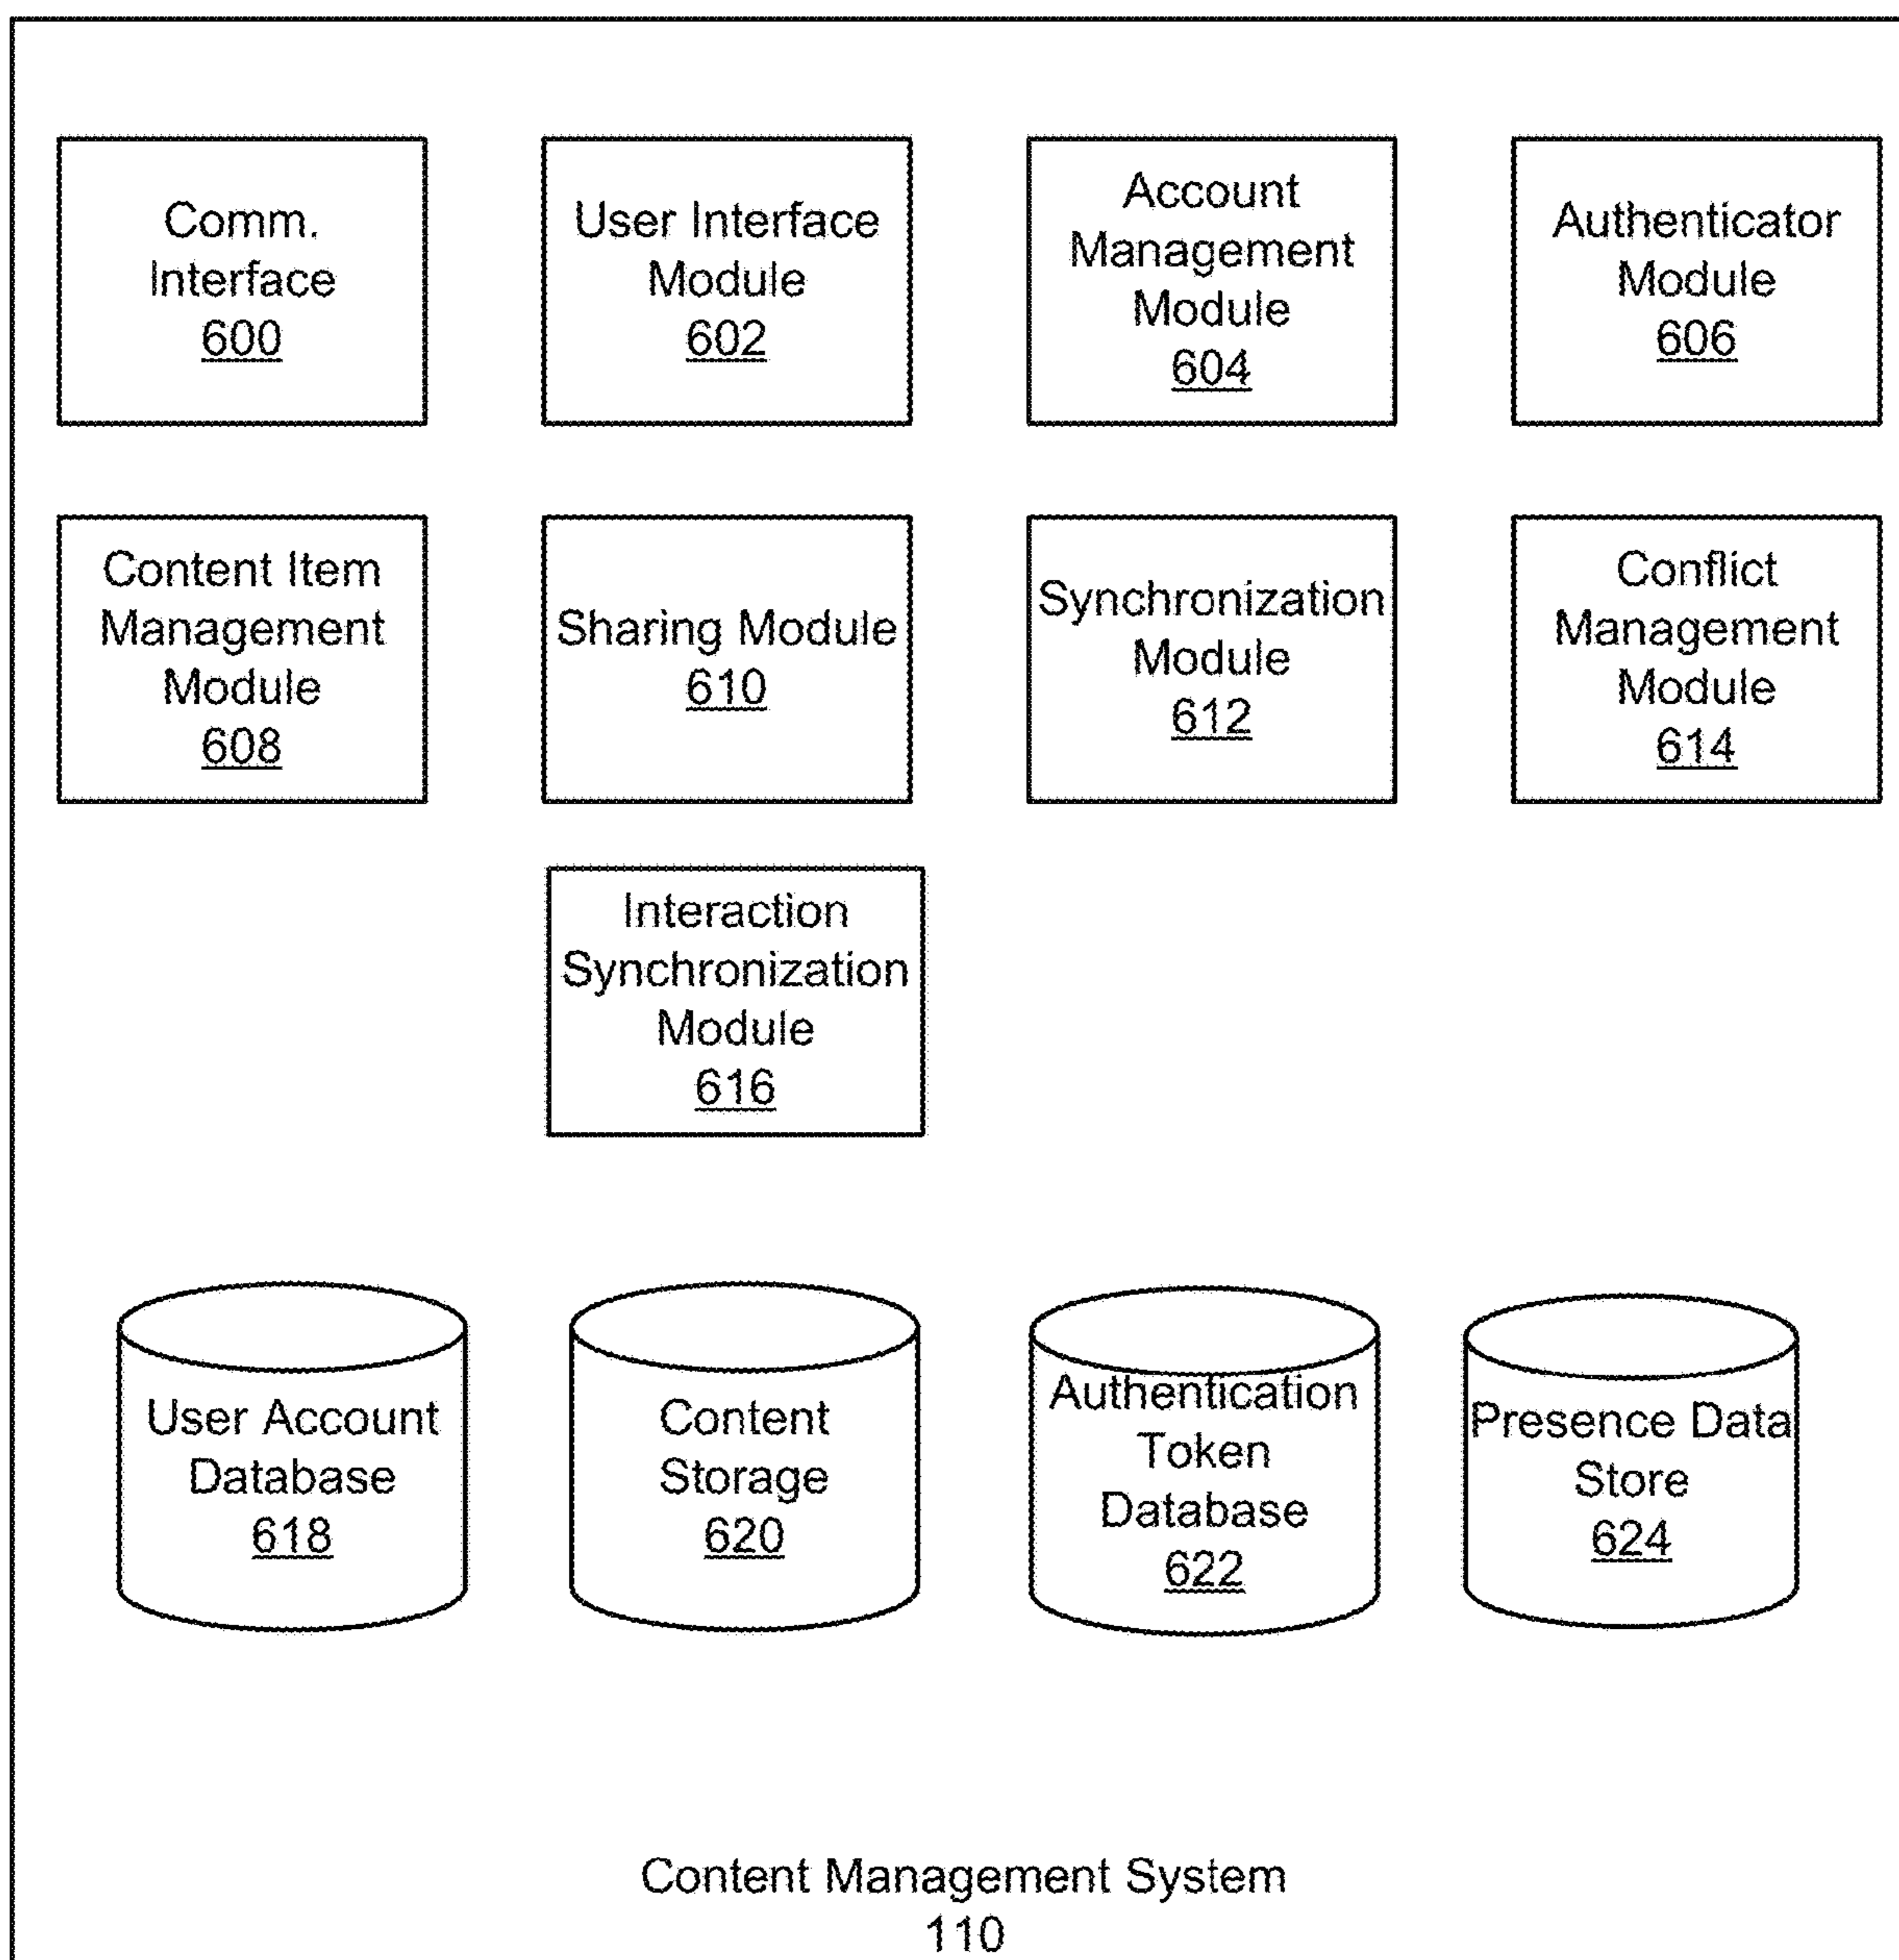 Comm.
Interface
600
User Interface
Module
602
Account
Management
Module
604
Authenticator
Module
606
Content Item
Management
Module
608
Sharing Module
610
Synchronization
Module
612
Conflict
Management
Module
614
Interaction
Synchronization
Module
616
User Account
Database
618
Content
Storage
620
Authentication
Token
Database
622
Presence Data
Store
624
Content Management System
110